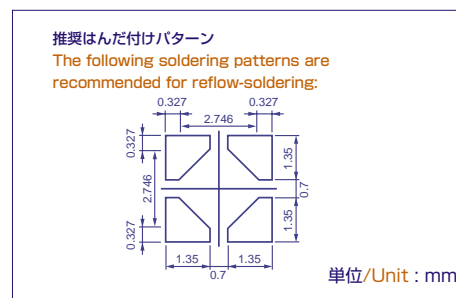 推奨はんだ付けパターン
The following soldering patterns are
recommended for reflow-soldering:
0.327 0.327
2.746
0.327
1.35
2.746
0.7
0.327
1.35
1.35 1.35
0.7
単位/Unit : mm